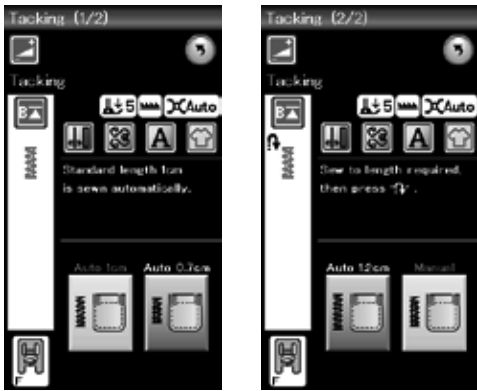 Tacking (1/2)
Tacking
B
5
Auto
A
Standard length 1cm
is sewn automatically.
Auto 1cm
Auto 0.7cm
F
Tacking (2/2)
Tacking
B
5
Auto
A
Sew to length required,
then press " ".
Auto 1.2cm
Manual
F